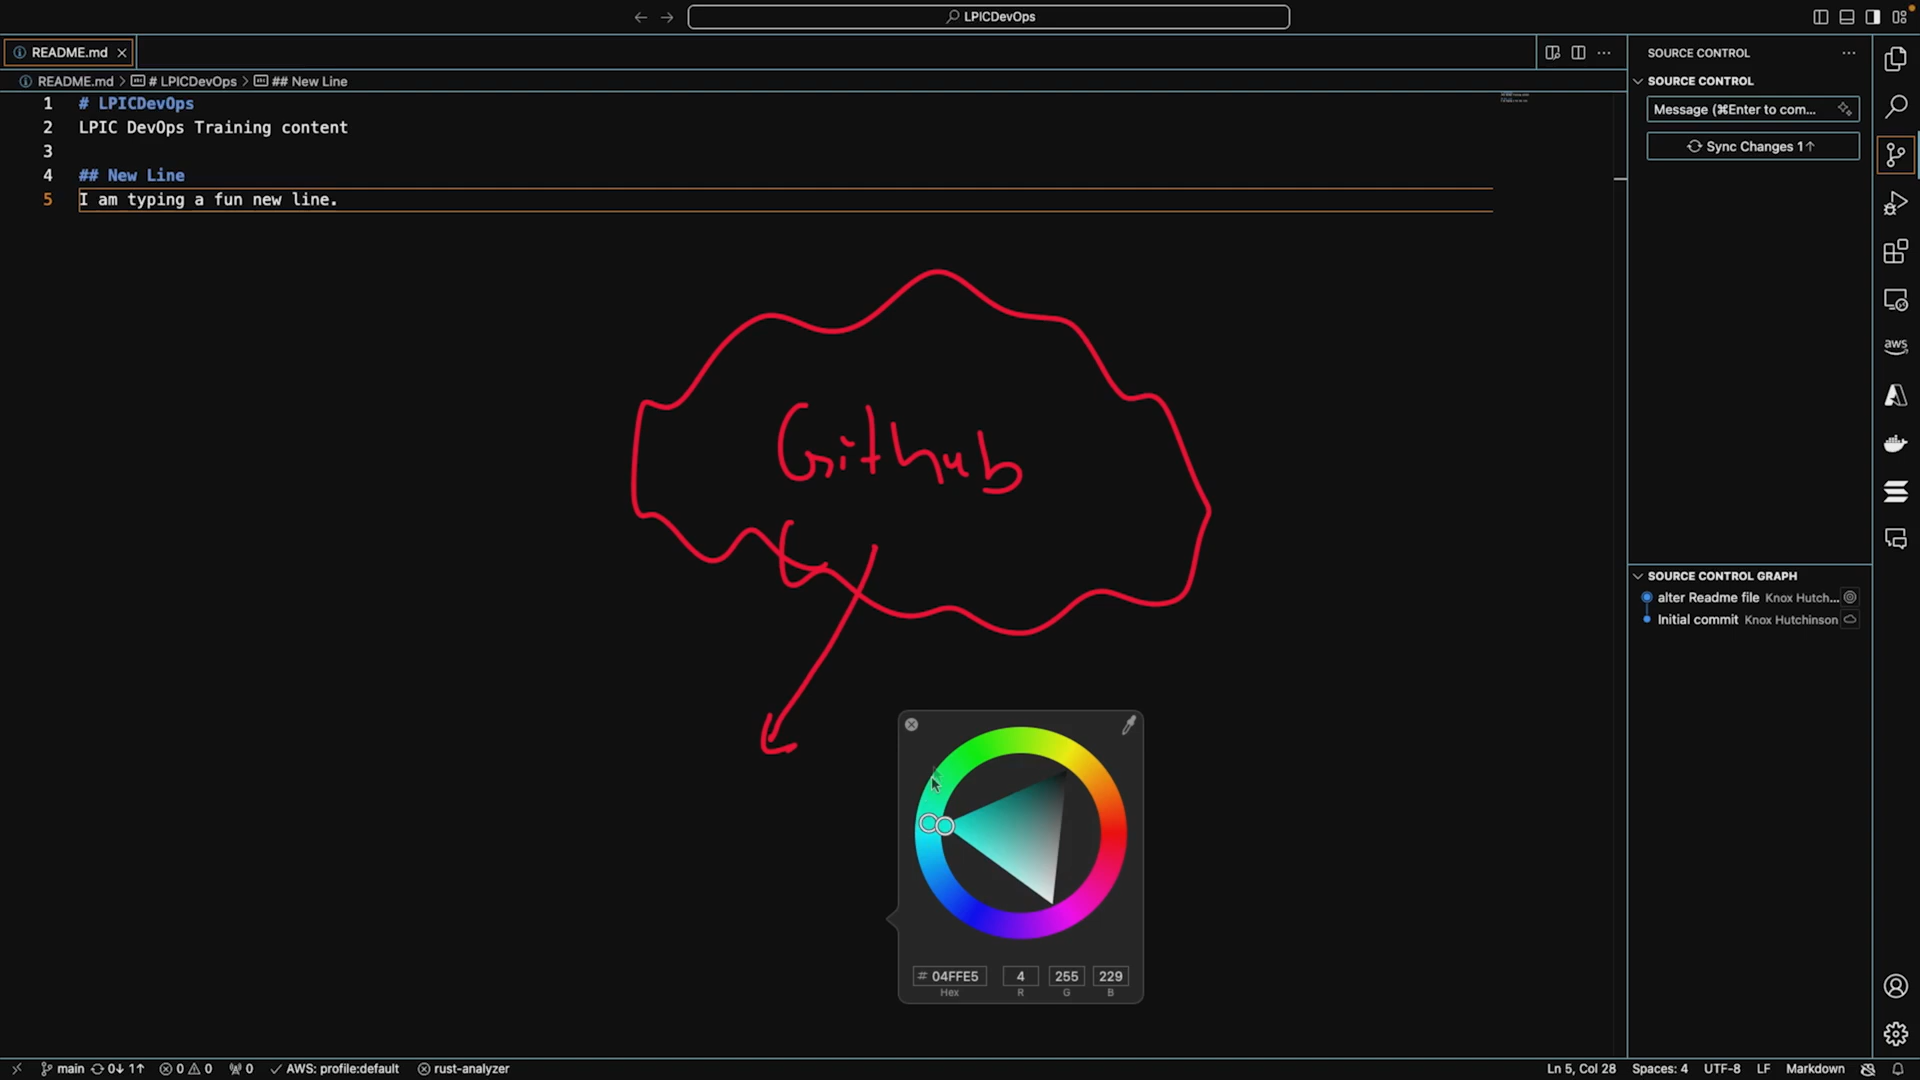 LPICDevOps
README.md
README.md > # LPICDevOps > ## New Line
1 # LPICDevOps
2 LPIC DevOps Training content
3
4 ## New Line
5 I am typing a fun new line.
Github
# 04FFE5 4 255 229
Hex R G B
SOURCE CONTROL
SOURCE CONTROL
Message (⌘Enter to com...
Sync Changes 1↑
SOURCE CONTROL GRAPH
alter Readme file Knox Hutch...
Initial commit Knox Hutchinson
aws
main 0↓ 1↑ 0 0 0 AWS: profile:default rust-analyzer
Ln 5, Col 28 Spaces: 4 UTF-8 LF Markdown